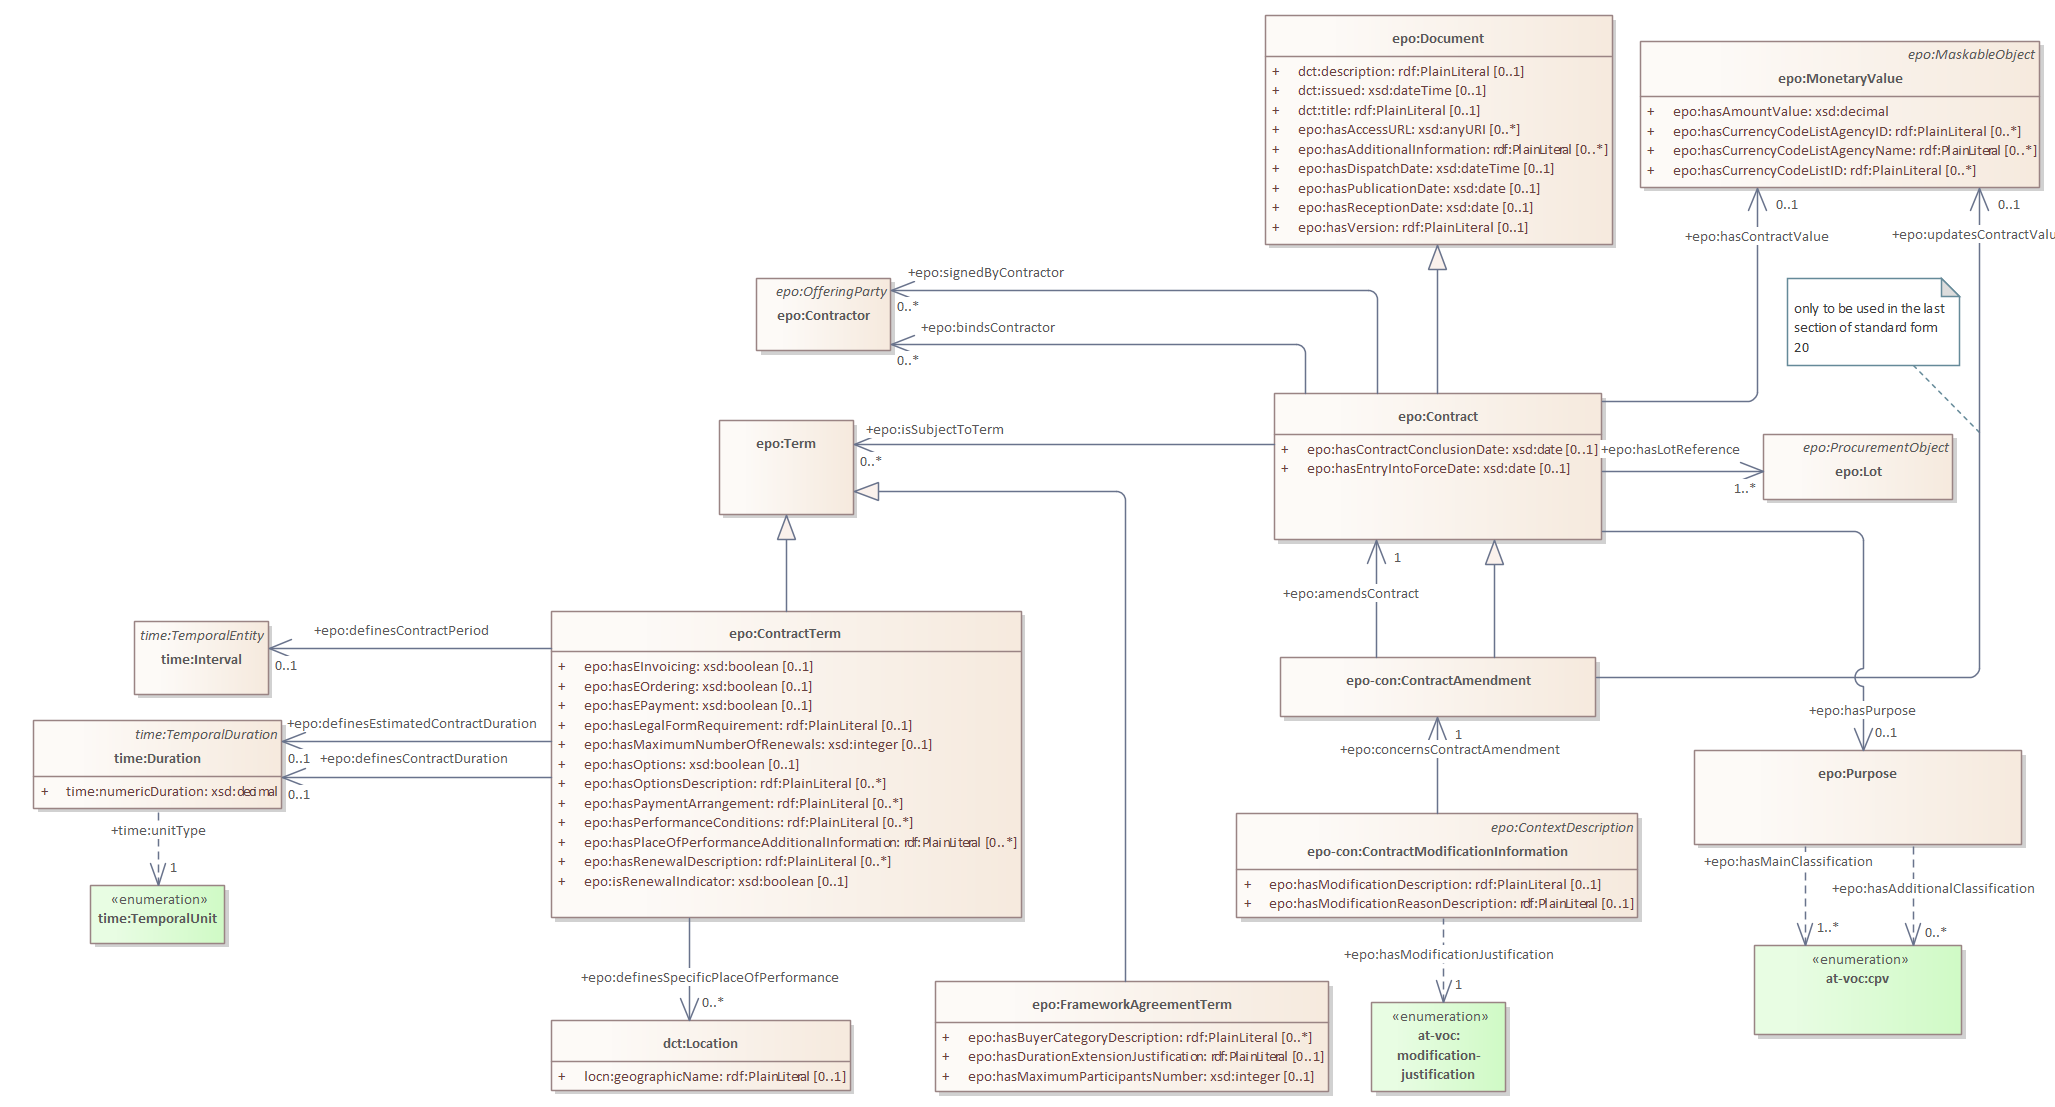 epo:Document
+ dct:description: rdf:PlainLiteral [0..1]
+ dct:issued: xsd:dateTime [0..1]
+ dct:title: rdf:PlainLiteral [0..1]
+ epo:hasAccessURL: xsd:anyURI [0..*]
+ epo:hasAdditionalInformation: rdf:PlainLiteral [0..*]
+ epo:hasDispatchDate: xsd:dateTime [0..1]
+ epo:hasPublicationDate: xsd:date [0..1]
+ epo:hasReceptionDate: xsd:date [0..1]
+ epo:hasVersion: rdf:PlainLiteral [0..1]
epo:MaskableObject
epo:MonetaryValue
+ epo:hasAmountValue: xsd:decimal
+ epo:hasCurrencyCodeListAgencyID: rdf:PlainLiteral [0..*]
+ epo:hasCurrencyCodeListAgencyName: rdf:PlainLiteral [0..*]
+ epo:hasCurrencyCodeListID: rdf:PlainLiteral [0..*]
0..1
0..1
+epo:hasContractValue
+epo:updatesContractValu
only to be used in the last
section of standard form
20
+epo:signedByContractor
0..*
epo:OfferingParty
epo:Contractor
+epo:bindsContractor
0..*
epo:Contract
+ epo:hasContractConclusionDate: xsd:date [0..1]
+ epo:hasEntryIntoForceDate: xsd:date [0..1]
+epo:isSubjectToTerm
0..*
epo:Term
+epo:hasLotReference
1..*
epo:ProcurementObject
epo:Lot
1
+epo:amendsContract
epo-con:ContractAmendment
+epo:hasPurpose
0..1
epo:Purpose
1
+epo:concernsContractAmendment
epo:ContextDescription
epo-con:ContractModificationInformation
+ epo:hasModificationDescription: rdf:PlainLiteral [0..1]
+ epo:hasModificationReasonDescription: rdf:PlainLiteral [0..1]
+epo:hasModificationJustification
1
«enumeration»
at-voc:
modification-
justification
+epo:hasMainClassification
1..*
+epo:hasAdditionalClassification
0..*
«enumeration»
at-voc:cpv
epo:ContractTerm
+ epo:hasEInvoicing: xsd:boolean [0..1]
+ epo:hasEOrdering: xsd:boolean [0..1]
+ epo:hasEPayment: xsd:boolean [0..1]
+ epo:hasLegalFormRequirement: rdf:PlainLiteral [0..1]
+ epo:hasMaximumNumberOfRenewals: xsd:integer [0..1]
+ epo:hasOptions: xsd:boolean [0..1]
+ epo:hasOptionsDescription: rdf:PlainLiteral [0..*]
+ epo:hasPaymentArrangement: rdf:PlainLiteral [0..*]
+ epo:hasPerformanceConditions: rdf:PlainLiteral [0..*]
+ epo:hasPlaceOfPerformanceAdditionalInformation: rdf:PlainLiteral [0..*]
+ epo:hasRenewalDescription: rdf:PlainLiteral [0..*]
+ epo:isRenewalIndicator: xsd:boolean [0..1]
+epo:definesContractPeriod
0..1
time:TemporalEntity
time:Interval
+epo:definesEstimatedContractDuration
0..1
+epo:definesContractDuration
0..1
time:TemporalDuration
time:Duration
+ time:numericDuration: xsd:decimal
+time:unitType
1
«enumeration»
time:TemporalUnit
+epo:definesSpecificPlaceOfPerformance
0..*
dct:Location
+ locn:geographicName: rdf:PlainLiteral [0..1]
epo:FrameworkAgreementTerm
+ epo:hasBuyerCategoryDescription: rdf:PlainLiteral [0..*]
+ epo:hasDurationExtensionJustification: rdf:PlainLiteral [0..1]
+ epo:hasMaximumParticipantsNumber: xsd:integer [0..1]